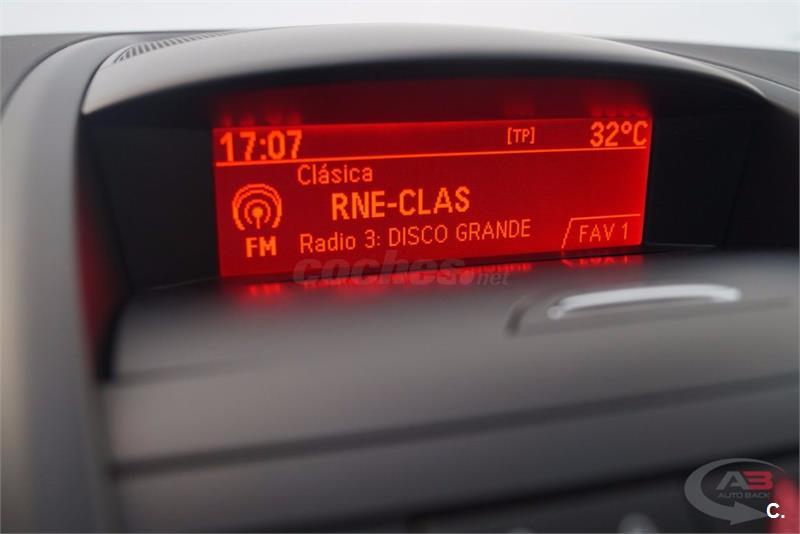 17:07 [TP] 32°C
Clásica
RNE-CLAS
FM Radio 3: DISCO GRANDE FAV 1
coches.net
AB
AUTO BACK
C.